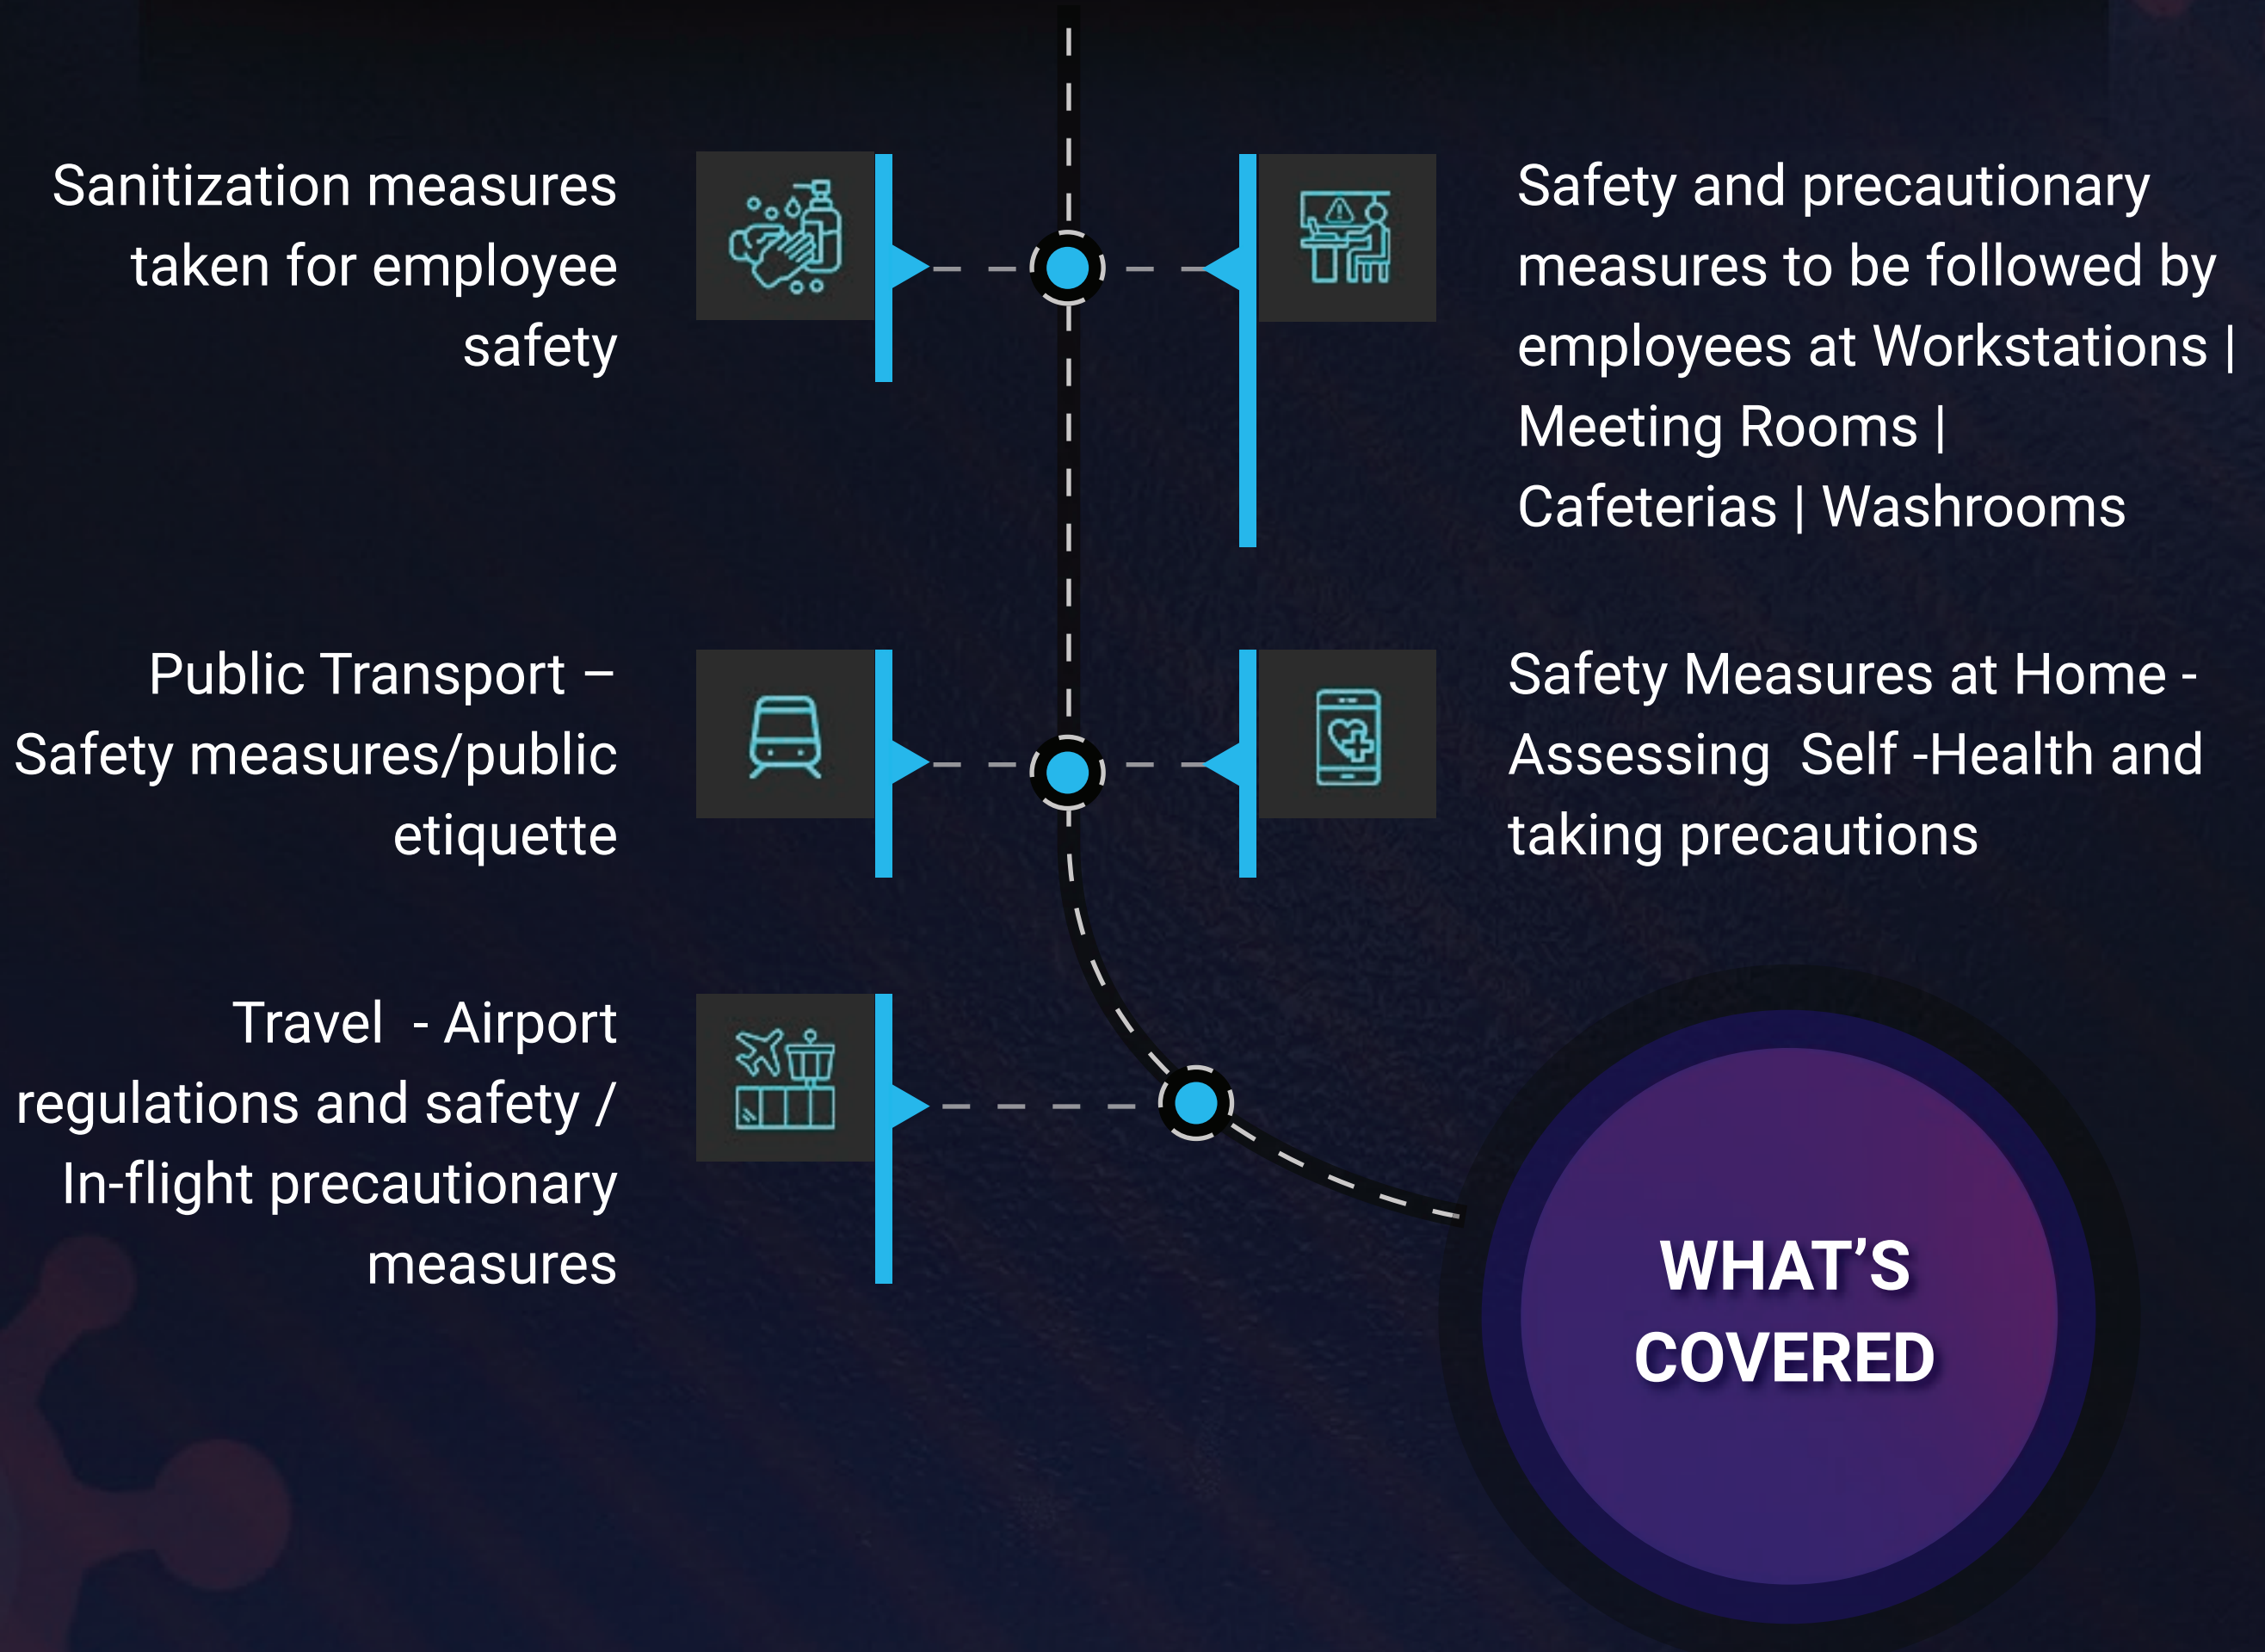 Sanitization measures
taken for employee
safety
Safety and precautionary
measures to be followed by
employees at Workstations |
Meeting Rooms |
Cafeterias | Washrooms
Public Transport –
Safety measures/public
etiquette
Safety Measures at Home -
Assessing  Self -Health and
taking precautions
Travel  - Airport
regulations and safety /
In-flight precautionary
measures
WHAT’S
COVERED